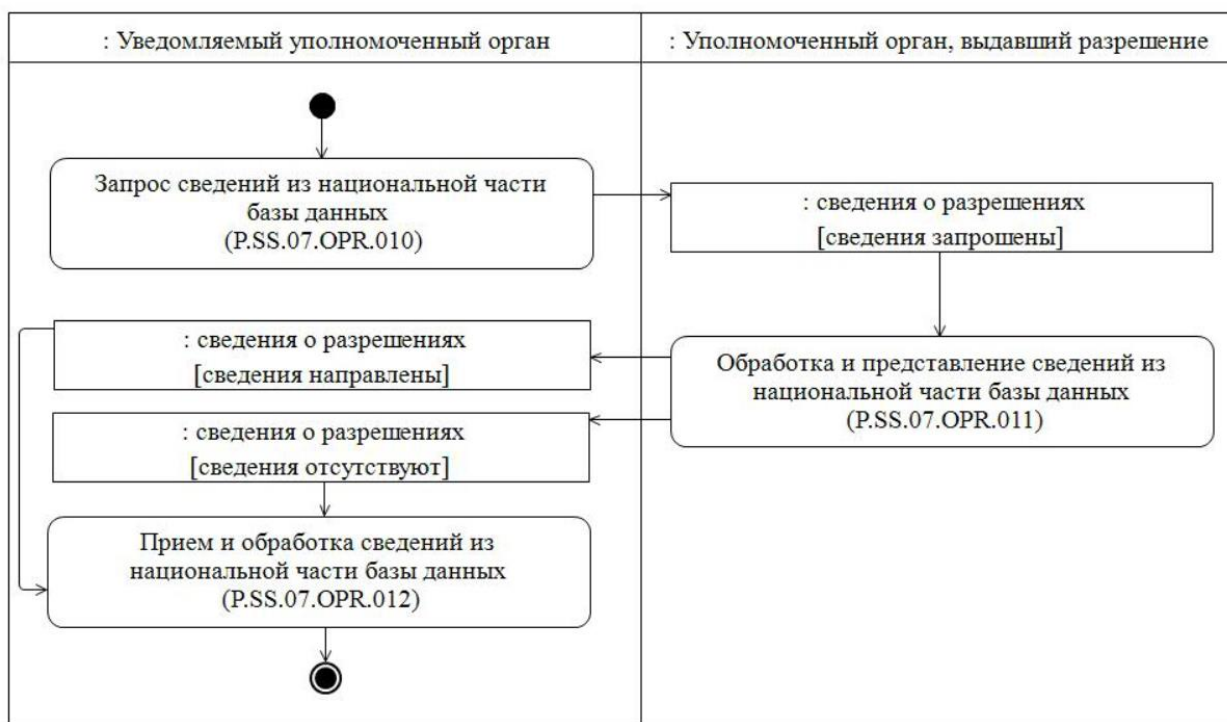 : Уведомляемый уполномоченный орган
: Уполномоченный орган, выдавший разрешение
Запрос сведений из национальной части
базы данных
(P.SS.07.OPR.010)
: сведения о разрешениях
[сведения запрошены]
: сведения о разрешениях
[сведения направлены]
Обработка и представление сведений из
национальной части базы данных
(P.SS.07.OPR.011)
: сведения о разрешениях
[сведения отсутствуют]
Прием и обработка сведений из
национальной части базы данных
(P.SS.07.OPR.012)